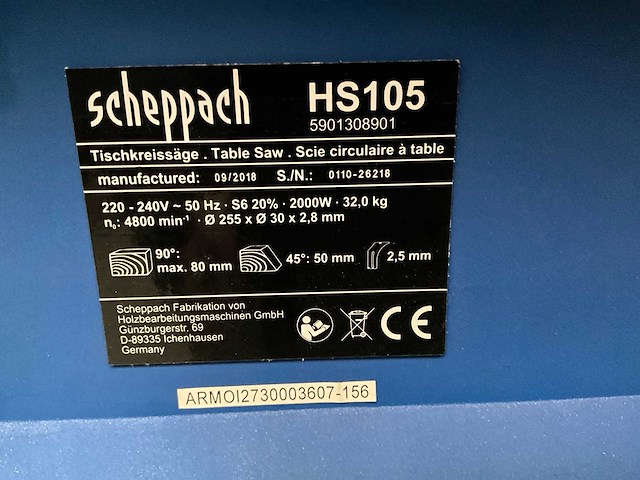 scheppach HS105
5901308901
Tischkreissäge . Table Saw . Scie circulaire à table
manufactured: 09/2018 S./N.: 0110-26218
220 - 240V ~ 50 Hz · S6 20% · 2000W · 32,0 kg
n₀: 4800 min⁻¹ · Ø 255 x Ø 30 x 2,8 mm
90°:
max. 80 mm
45°: 50 mm
2,5 mm
Scheppach Fabrikation von
Holzbearbeitungsmaschinen GmbH
Günzburgerstr. 69
D-89335 Ichenhausen
Germany
CE
ARMOI2730003607-156